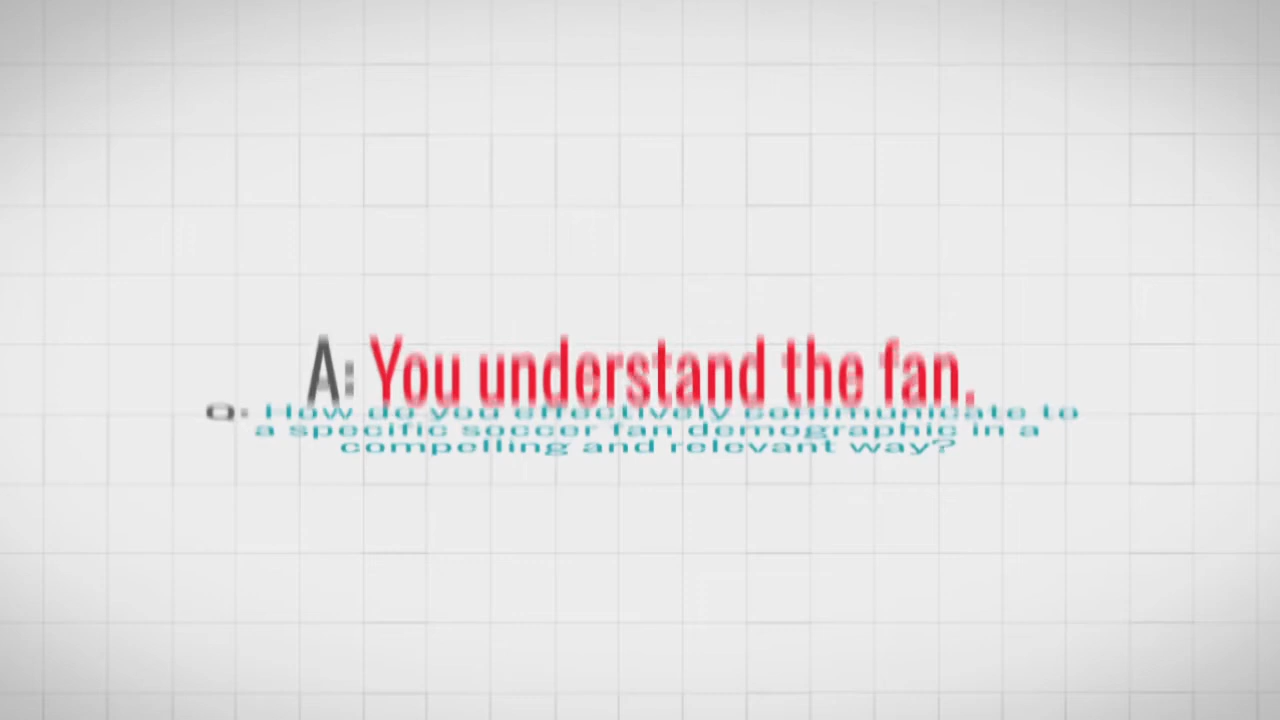 A: You understand the fan.
Q: How do you effectively communicate to
a specific soccer fan demographic in a
compelling and relevant way?